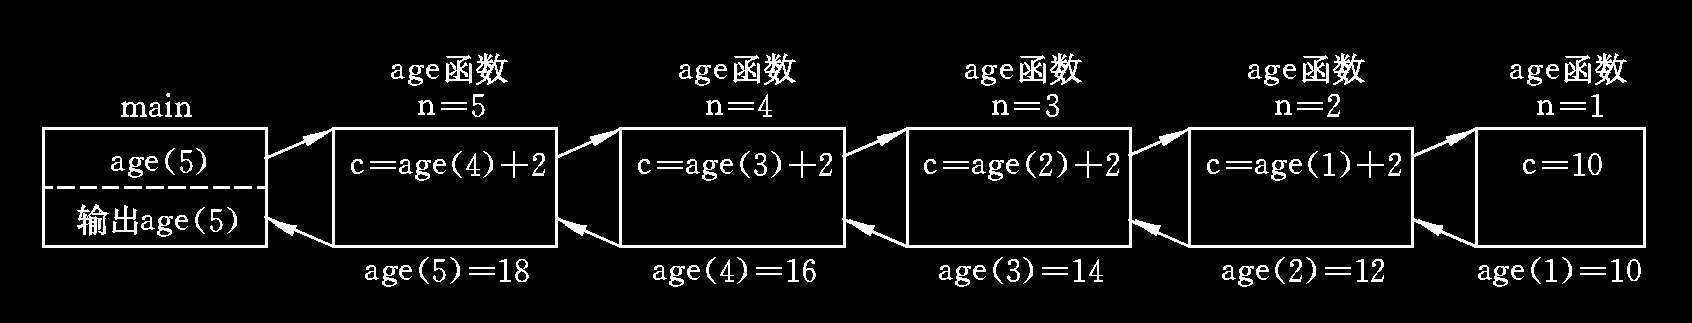 main
age(5)
输出age(5)
age函数
n=5
c=age(4)+2
age(5)=18
age函数
n=4
c=age(3)+2
age(4)=16
age函数
n=3
c=age(2)+2
age(3)=14
age函数
n=2
c=age(1)+2
age(2)=12
age函数
n=1
c=10
age(1)=10